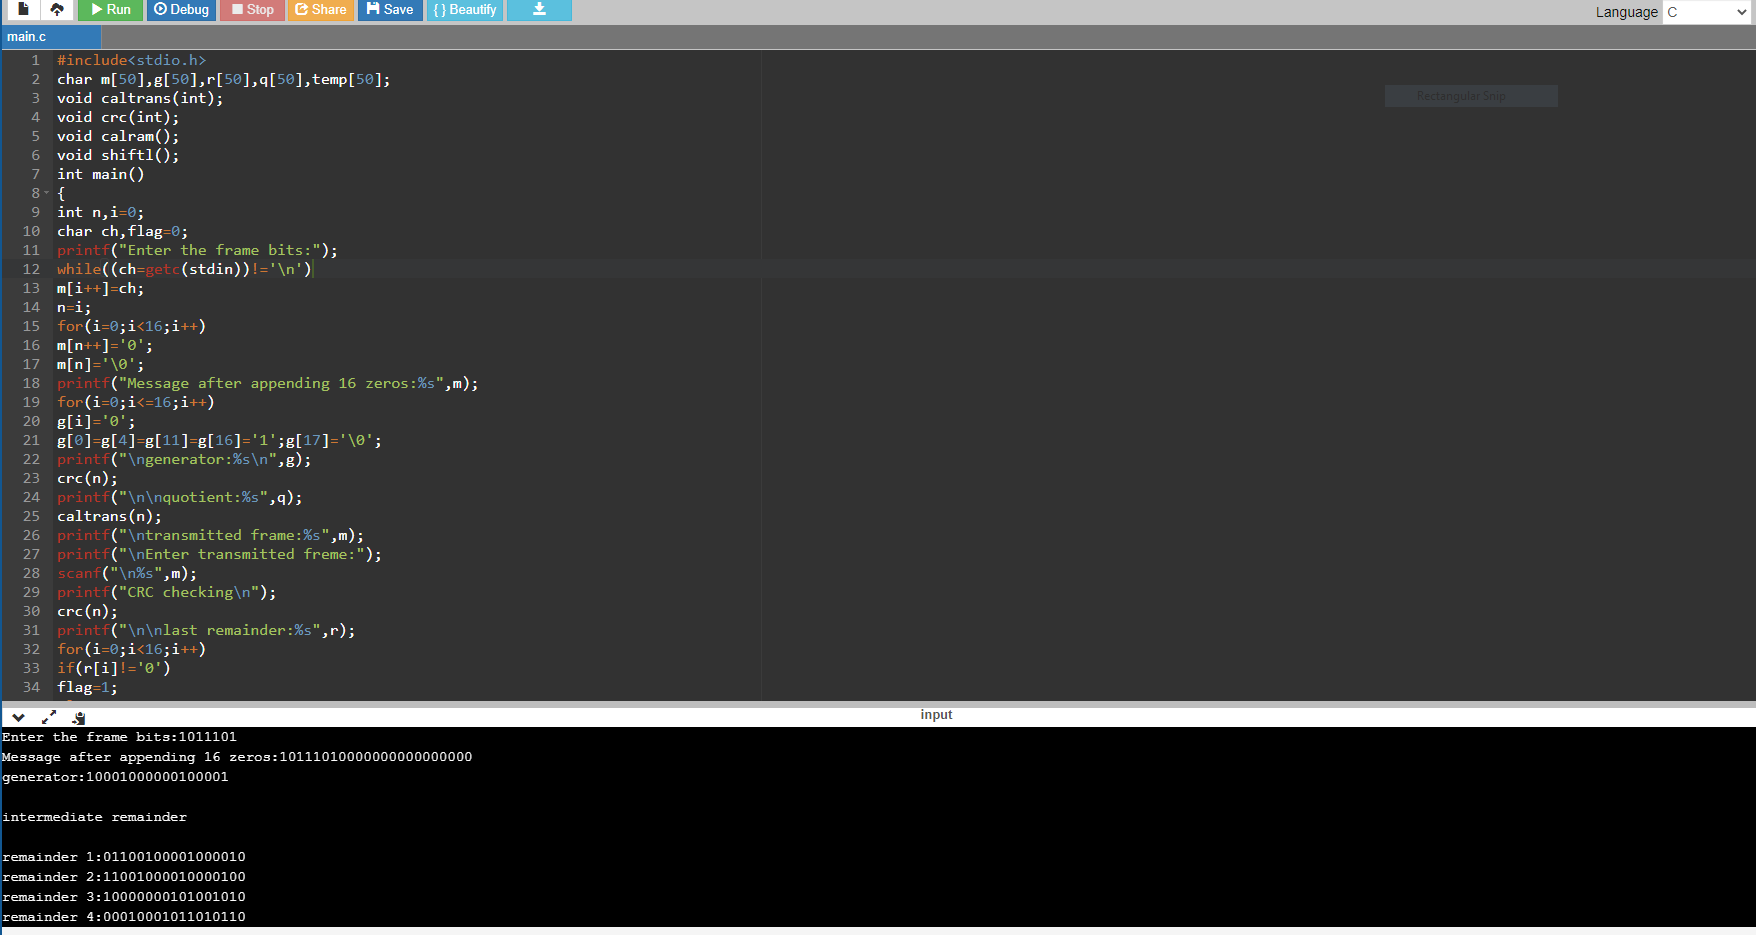 Run Debug Stop Share Save { } Beautify Language C
main.c
Rectangular Snip
1 #include<stdio.h>
2 char m[50],g[50],r[50],q[50],temp[50];
3 void caltrans(int);
4 void crc(int);
5 void calram();
6 void shiftl();
7 int main()
8 {
9 int n,i=0;
10 char ch,flag=0;
11 printf("Enter the frame bits:");
12 while((ch=getc(stdin))!='\n')
13 m[i++]=ch;
14 n=i;
15 for(i=0;i<16;i++)
16 m[n++]='0';
17 m[n]='\0';
18 printf("Message after appending 16 zeros:%s",m);
19 for(i=0;i<=16;i++)
20 g[i]='0';
21 g[0]=g[4]=g[11]=g[16]='1';g[17]='\0';
22 printf("\ngenerator:%s\n",g);
23 crc(n);
24 printf("\n\nquotient:%s",q);
25 caltrans(n);
26 printf("\ntransmitted frame:%s",m);
27 printf("\nEnter transmitted freme:");
28 scanf("\n%s",m);
29 printf("CRC checking\n");
30 crc(n);
31 printf("\n\nlast remainder:%s",r);
32 for(i=0;i<16;i++)
33 if(r[i]!='0')
34 flag=1;
input
Enter the frame bits:1011101
Message after appending 16 zeros:10111010000000000000000
generator:10001000000100001
intermediate remainder
remainder 1:01100100001000010
remainder 2:11001000010000100
remainder 3:10000000101001010
remainder 4:00010001011010110